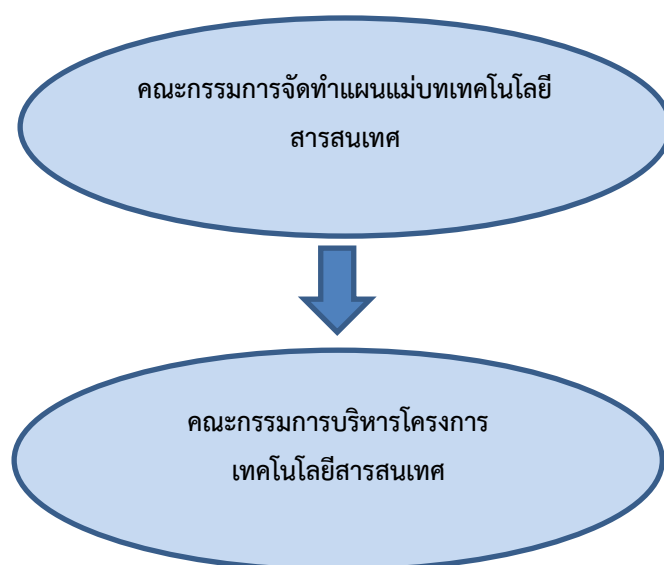 คณะกรรมการจัดทำแผนแม่บทเทคโนโลยี
สารสนเทศ
คณะกรรมการบริหารโครงการ
เทคโนโลยีสารสนเทศ